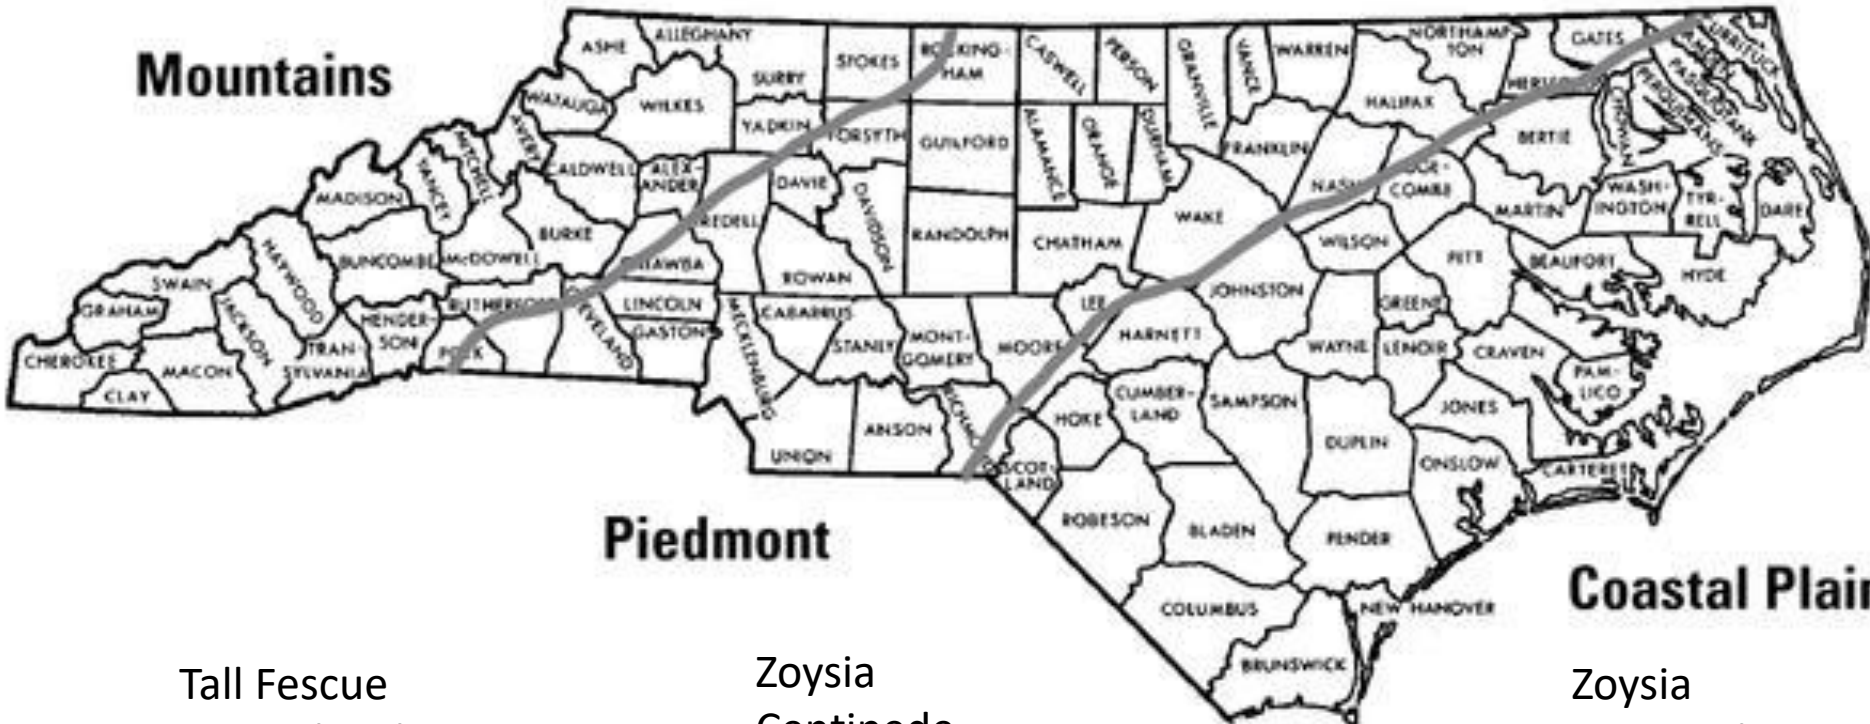 Mountains
ASHE
ALLEGHANY
SURRY
STOKES
ROCKING-
HAM
CASWELL
PERSON
GRANVILLE
VANCE
WARREN
NORTHAMP
TON
GATES
CURRITUCK
HALIFAX
PASQUOTANK
PERQUIMANS
CHOWAN
BERTIE
WATAUGA
WILKES
YADKIN
FORSYTH
GUILFORD
ALAMANCE
ORANGE
DURHAM
FRANKLIN
NASH
COMBE
MITCHELL
AVERY
YANCEY
CALDWELL
ALEX-
ANDER
IREDELL
DAVIE
DAVIDSON
RANDOLPH
CHATHAM
WAKE
WILSON
MARTIN
WASH-
INGTON
TYR-
RELL
DARE
MADISON
BURKE
BUNCOMBE
McDOWELL
HAYWOOD
SWAIN
GRAHAM
JACKSON
CHEROKEE
CLAY
MACON
TRAN-
SYLVANIA
HENDER-
SON
RUTHERFORD
POLK
CLEVELAND
CATAWBA
LINCOLN
GASTON
MECKLENBURG
ROWAN
CABARRUS
STANLY
MONT-
GOMERY
MOORE
LEE
HARNETT
JOHNSTON
PITT
GREENE
BEAUFORT
HYDE
WAYNE
LENOIR
CRAVEN
PAM-
LICO
UNION
ANSON
SCOT-
LAND
HOKE
CUMBER-
LAND
SAMPSON
DUPLIN
JONES
ONSLOW
CARTERET
ROBESON
BLADEN
PENDER
COLUMBUS
NEW HANOVER
BRUNSWICK
Piedmont
Coastal Plain
Tall Fescue
Zoysia
Zoysia